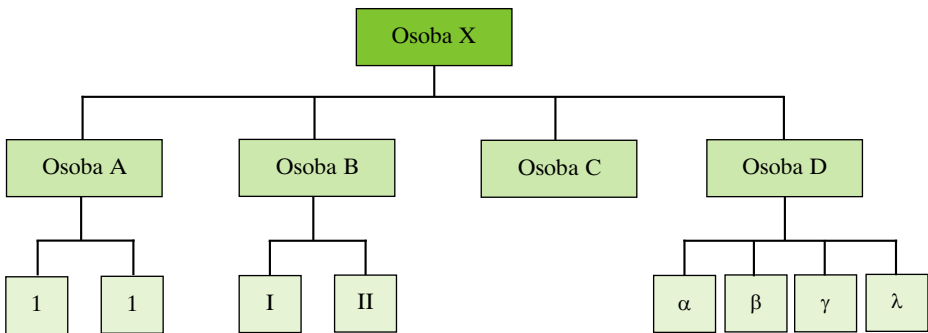 Osoba X
Osoba A
Osoba B
Osoba C
Osoba D
1
1
I
II
α
β
γ
λ